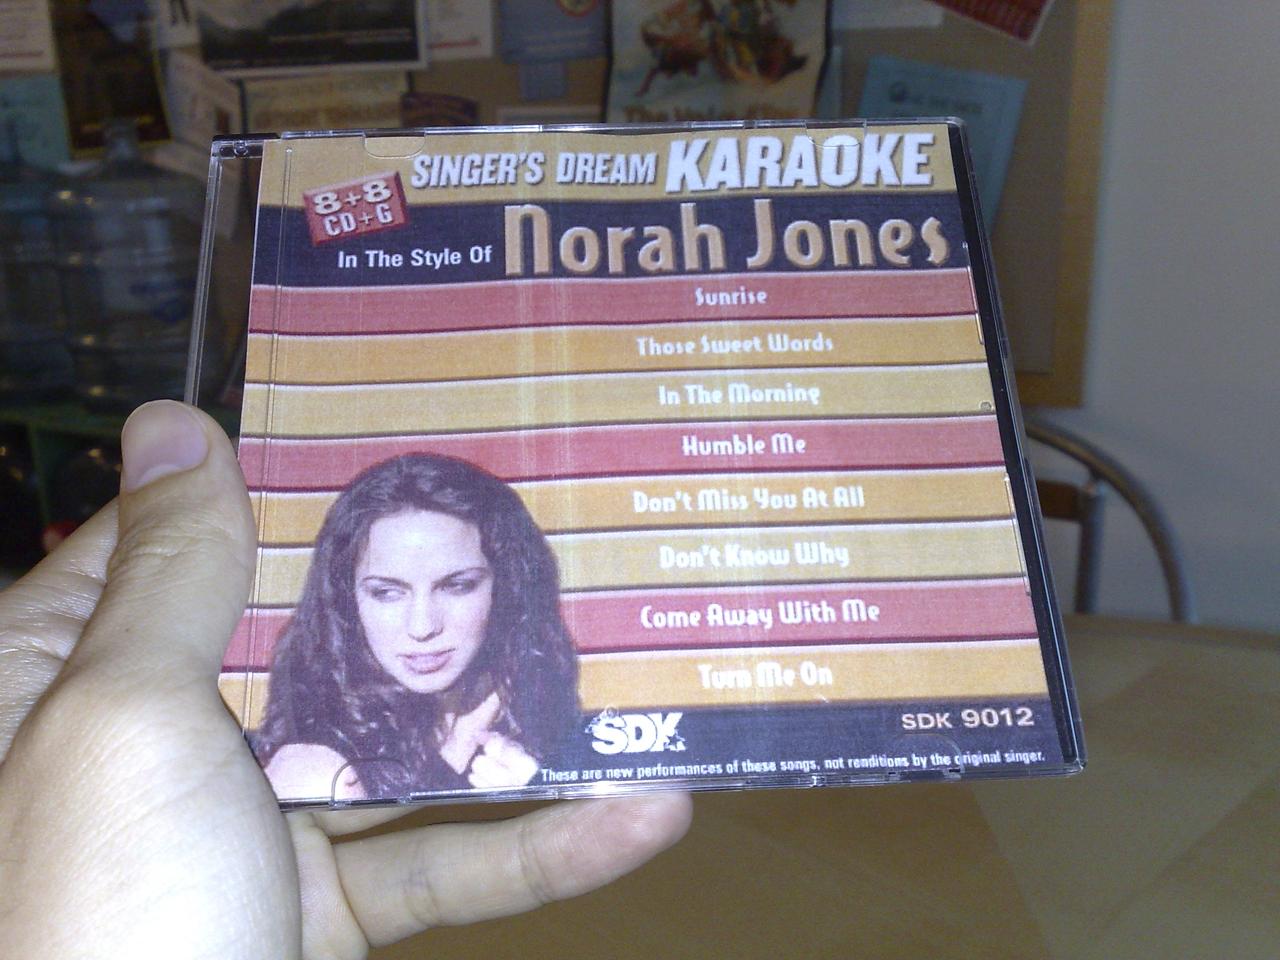 SINGER'S DREAM KARAOKE
8+8
CD+G
In The Style Of Norah Jones
Sunrise
Those Sweet Words
In The Morning
Humble Me
Don't Miss You At All
Don't Know Why
Come Away With Me
Turn Me On
SDK
SDK 9012
These are new performances of these songs, not renditions by the original singer.